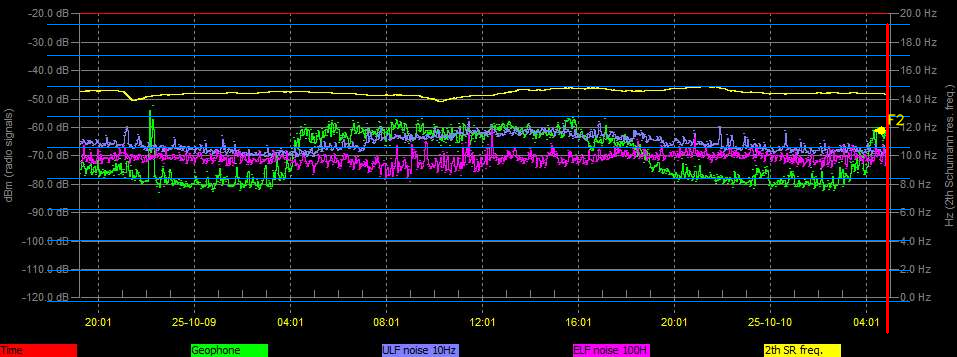 -20.0 dB 20.0 Hz
-30.0 dB 18.0 Hz
-40.0 dB 16.0 Hz
-50.0 dB 14.0 Hz
F2
-60.0 dB 12.0 Hz
-70.0 dB 10.0 Hz
-80.0 dB 8.0 Hz
-90.0 dB 6.0 Hz
-100.0 dB 4.0 Hz
-110.0 dB 2.0 Hz
-120.0 dB 0.0 Hz
dBm (radio signals)
Hz (2th Schumann res. freq.)
20:01 25-10-09 04:01 08:01 12:01 16:01 20:01 25-10-10 04:01
Time Geophone ULF noise 10Hz ELF noise 100H 2th SR freq.